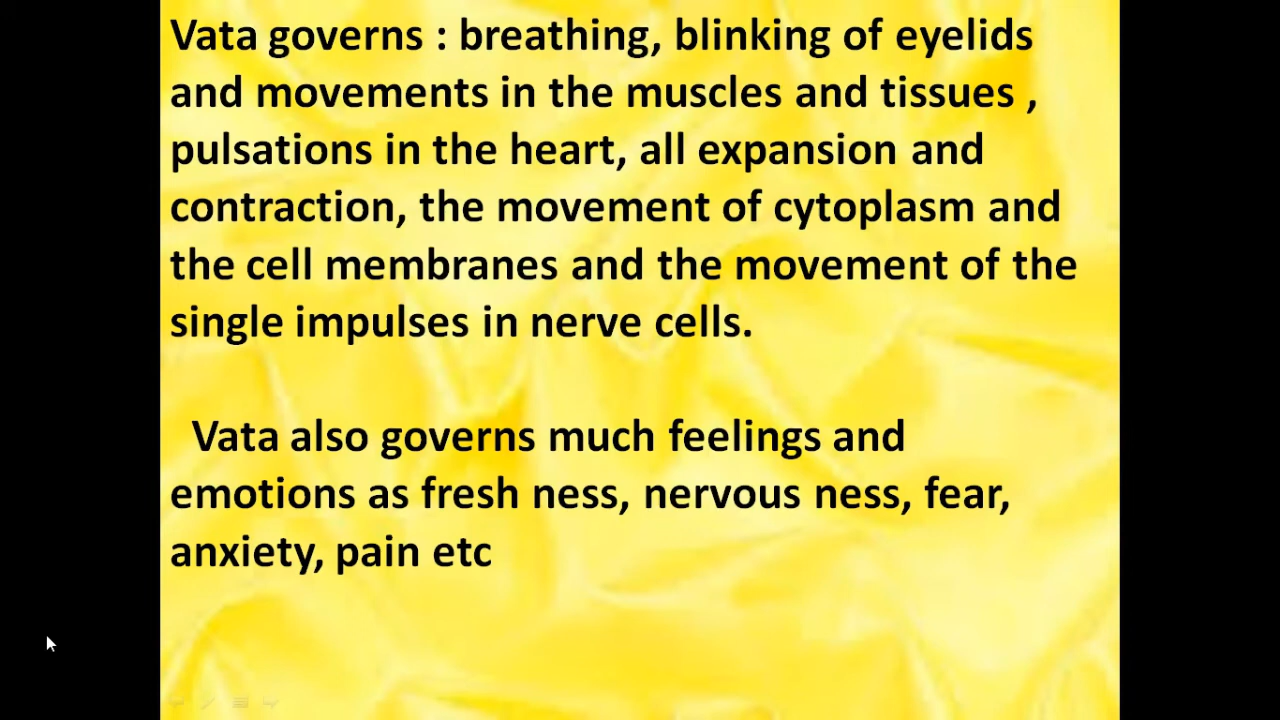 Vata governs : breathing, blinking of eyelids
and movements in the muscles and tissues ,
pulsations in the heart, all expansion and
contraction, the movement of cytoplasm and
the cell membranes and the movement of the
single impulses in nerve cells.
Vata also governs much feelings and
emotions as fresh ness, nervous ness, fear,
anxiety, pain etc